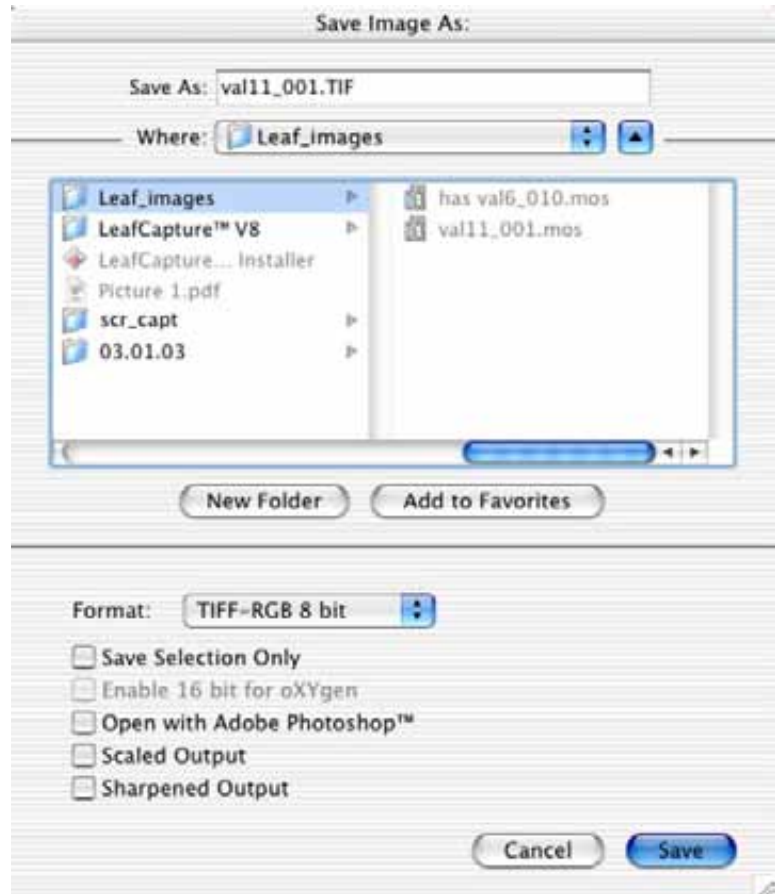 Save Image As:
Save As: val11_001.TIF
Where: Leaf_images
Leaf_images
LeafCapture™ V8
LeafCapture... Installer
Picture 1.pdf
scr_capt
03.01.03
has val6_010.mos
val11_001.mos
New Folder
Add to Favorites
Format: TIFF-RGB 8 bit
Save Selection Only
Enable 16 bit for oXYgen
Open with Adobe Photoshop™
Scaled Output
Sharpened Output
Cancel
Save